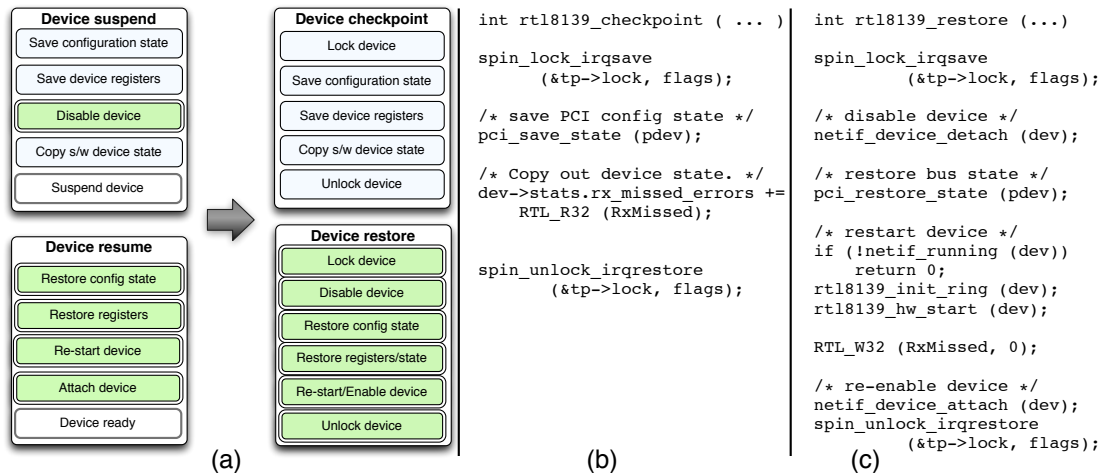 Device suspend
Save configuration state
Save device registers
Disable device
Copy s/w device state
Suspend device
Device resume
Restore config state
Restore registers
Re-start device
Attach device
Device ready
Device checkpoint
Lock device
Save configuration state
Save device registers
Copy s/w device state
Unlock device
Device restore
Lock device
Disable device
Restore config state
Restore registers/state
Re-start/Enable device
Unlock device
(a)
int rtl8139_checkpoint ( ... )
spin_lock_irqsave
(&tp->lock, flags);
/* save PCI config state */
pci_save_state (pdev);
/* Copy out device state. */
dev->stats.rx_missed_errors +=
RTL_R32 (RxMissed);
spin_unlock_irqrestore
(&tp->lock, flags);
(b)
int rtl8139_restore (...)
spin_lock_irqsave
(&tp->lock, flags);
/* disable device */
netif_device_detach (dev);
/* restore bus state */
pci_restore_state (pdev);
/* restart device */
if (!netif_running (dev))
return 0;
rtl8139_init_ring (dev);
rtl8139_hw_start (dev);
RTL_W32 (RxMissed, 0);
/* re-enable device */
netif_device_attach (dev);
spin_unlock_irqrestore
(&tp->lock, flags);
(c)